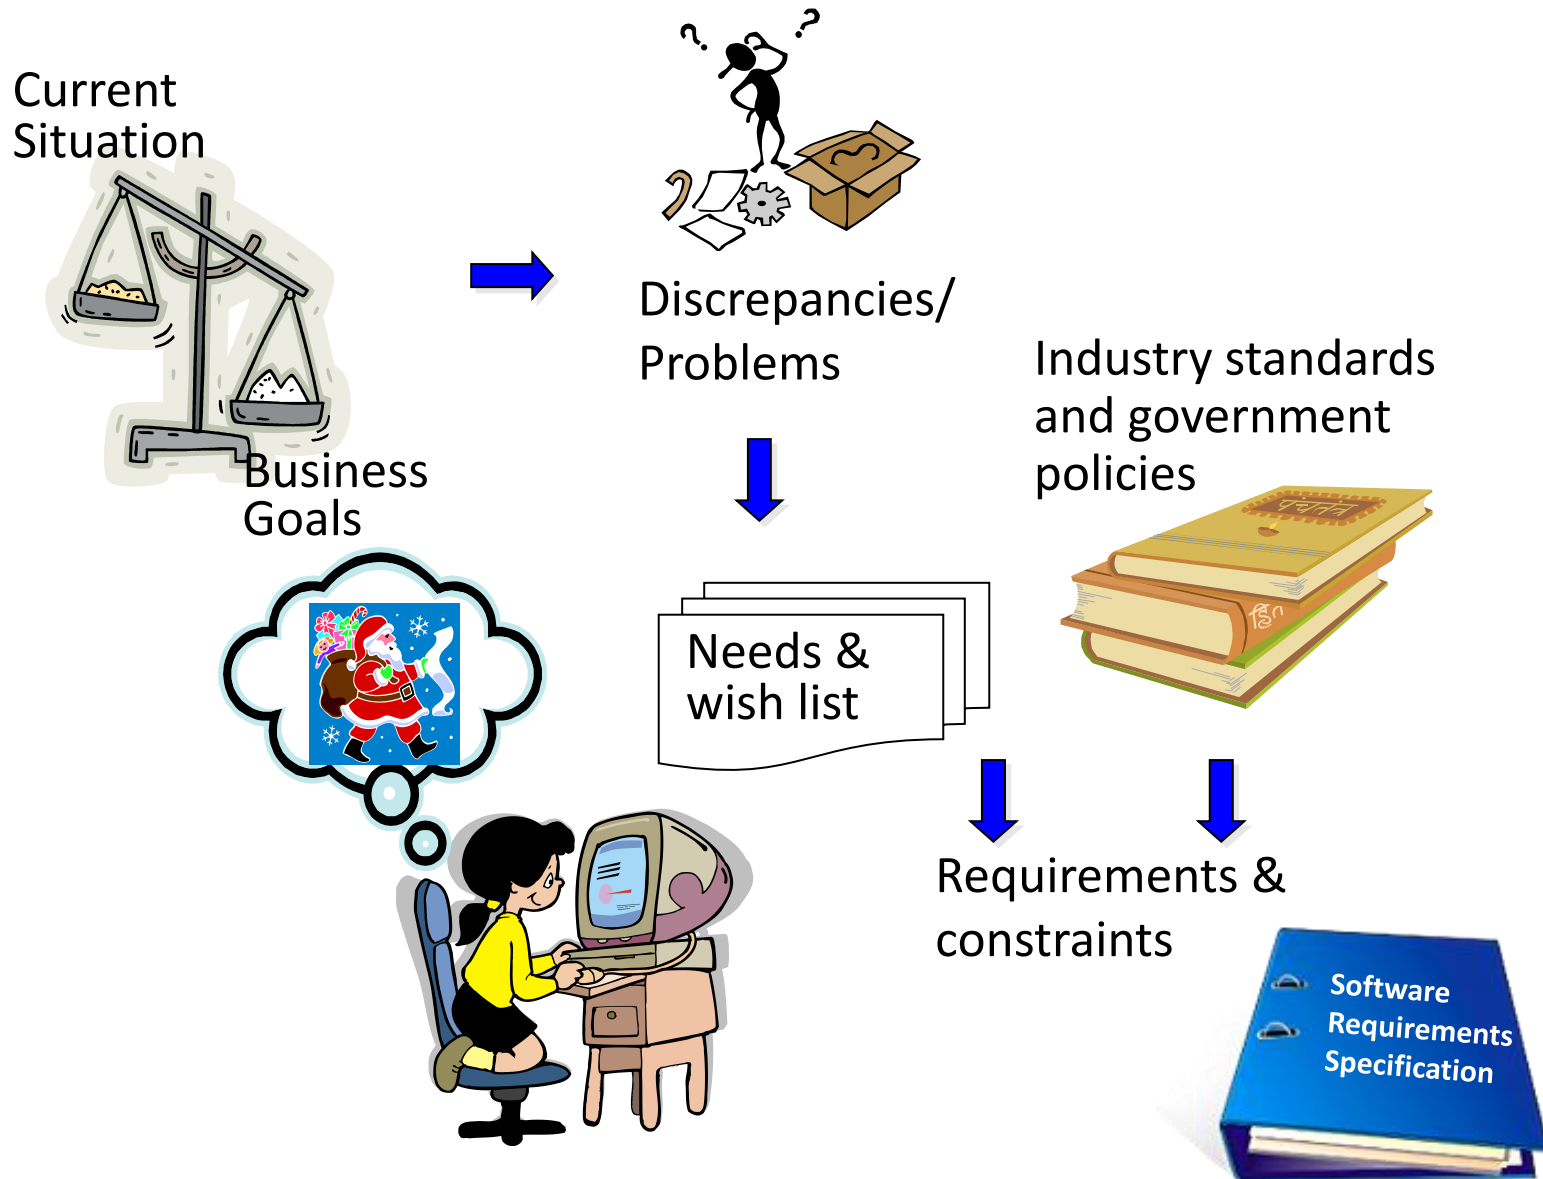 Current
Situation
Discrepancies/
Problems
Industry standards
and government
policies
Business
Goals
पंचतंत्र
Needs &
wish list
Requirements &
constraints
Software
Requirements
Specification